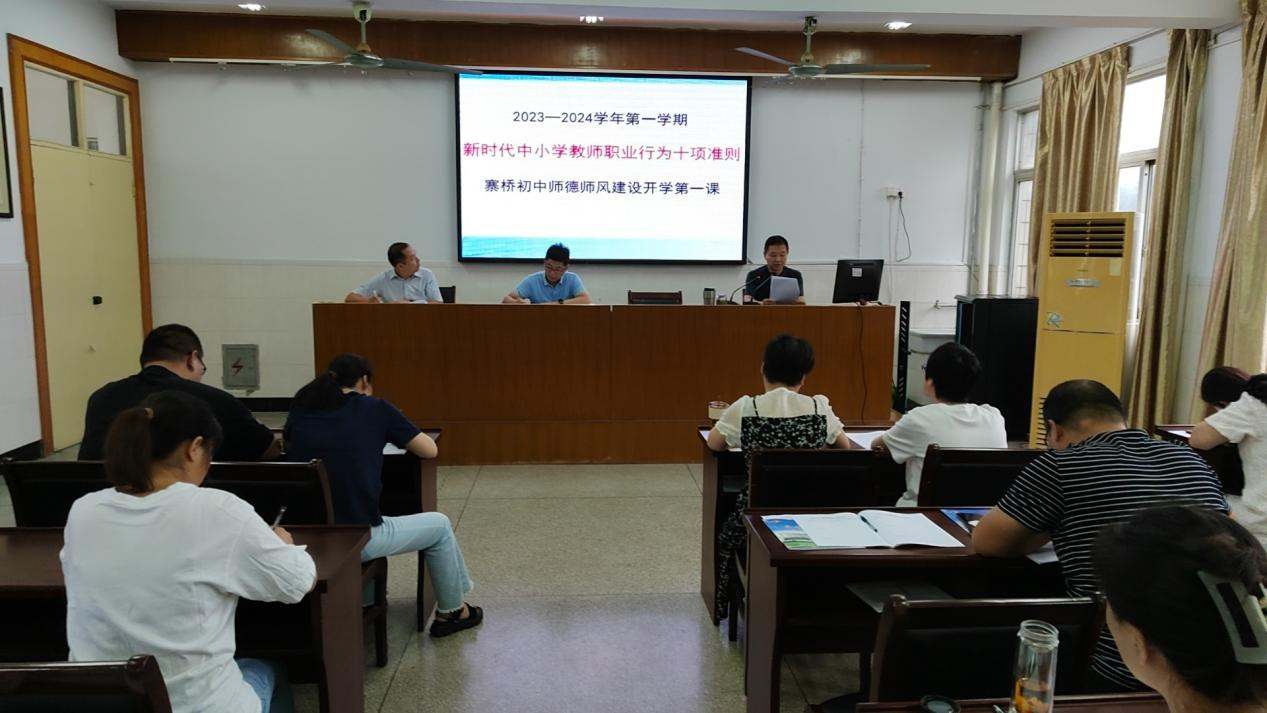 2023—2024学年第一学期
新时代中小学教师职业行为十项准则
寨桥初中师德师风建设开学第一课